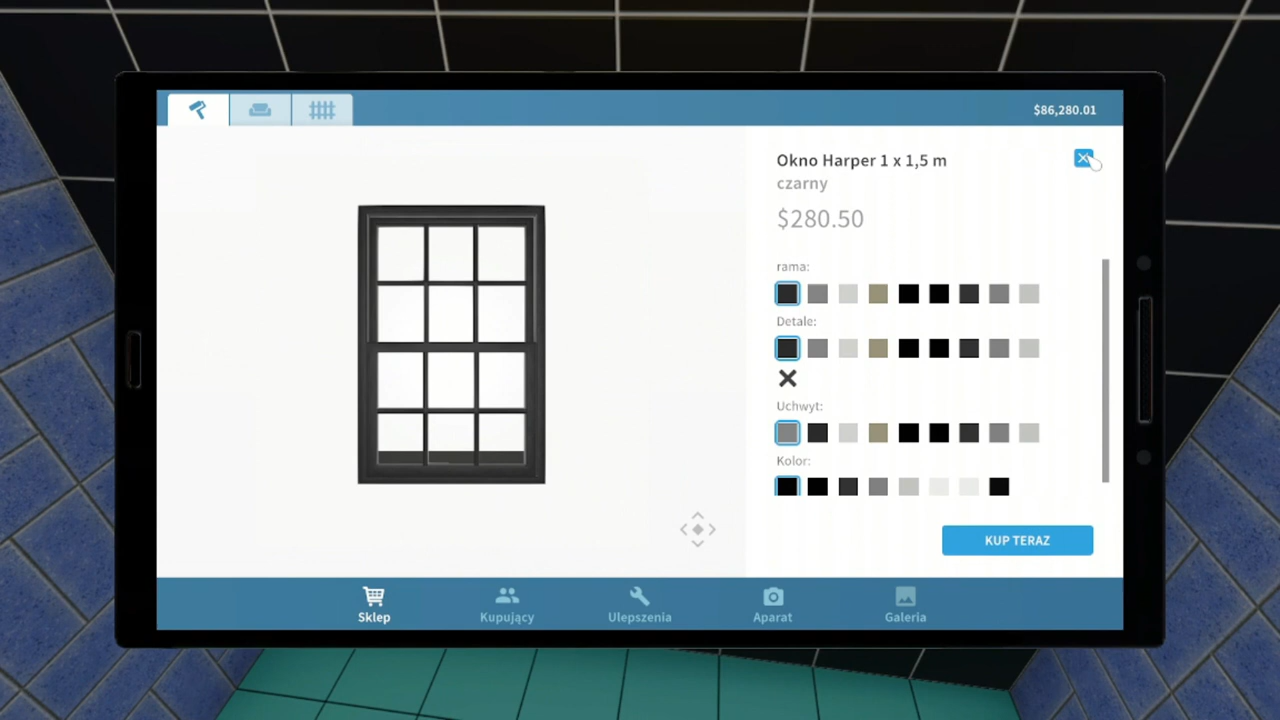 $86,280.01
Okno Harper 1 x 1,5 m
czarny
$280.50
rama:
Detale:
Uchwyt:
Kolor:
KUP TERAZ
Sklep
Kupujący
Ulepszenia
Aparat
Galeria